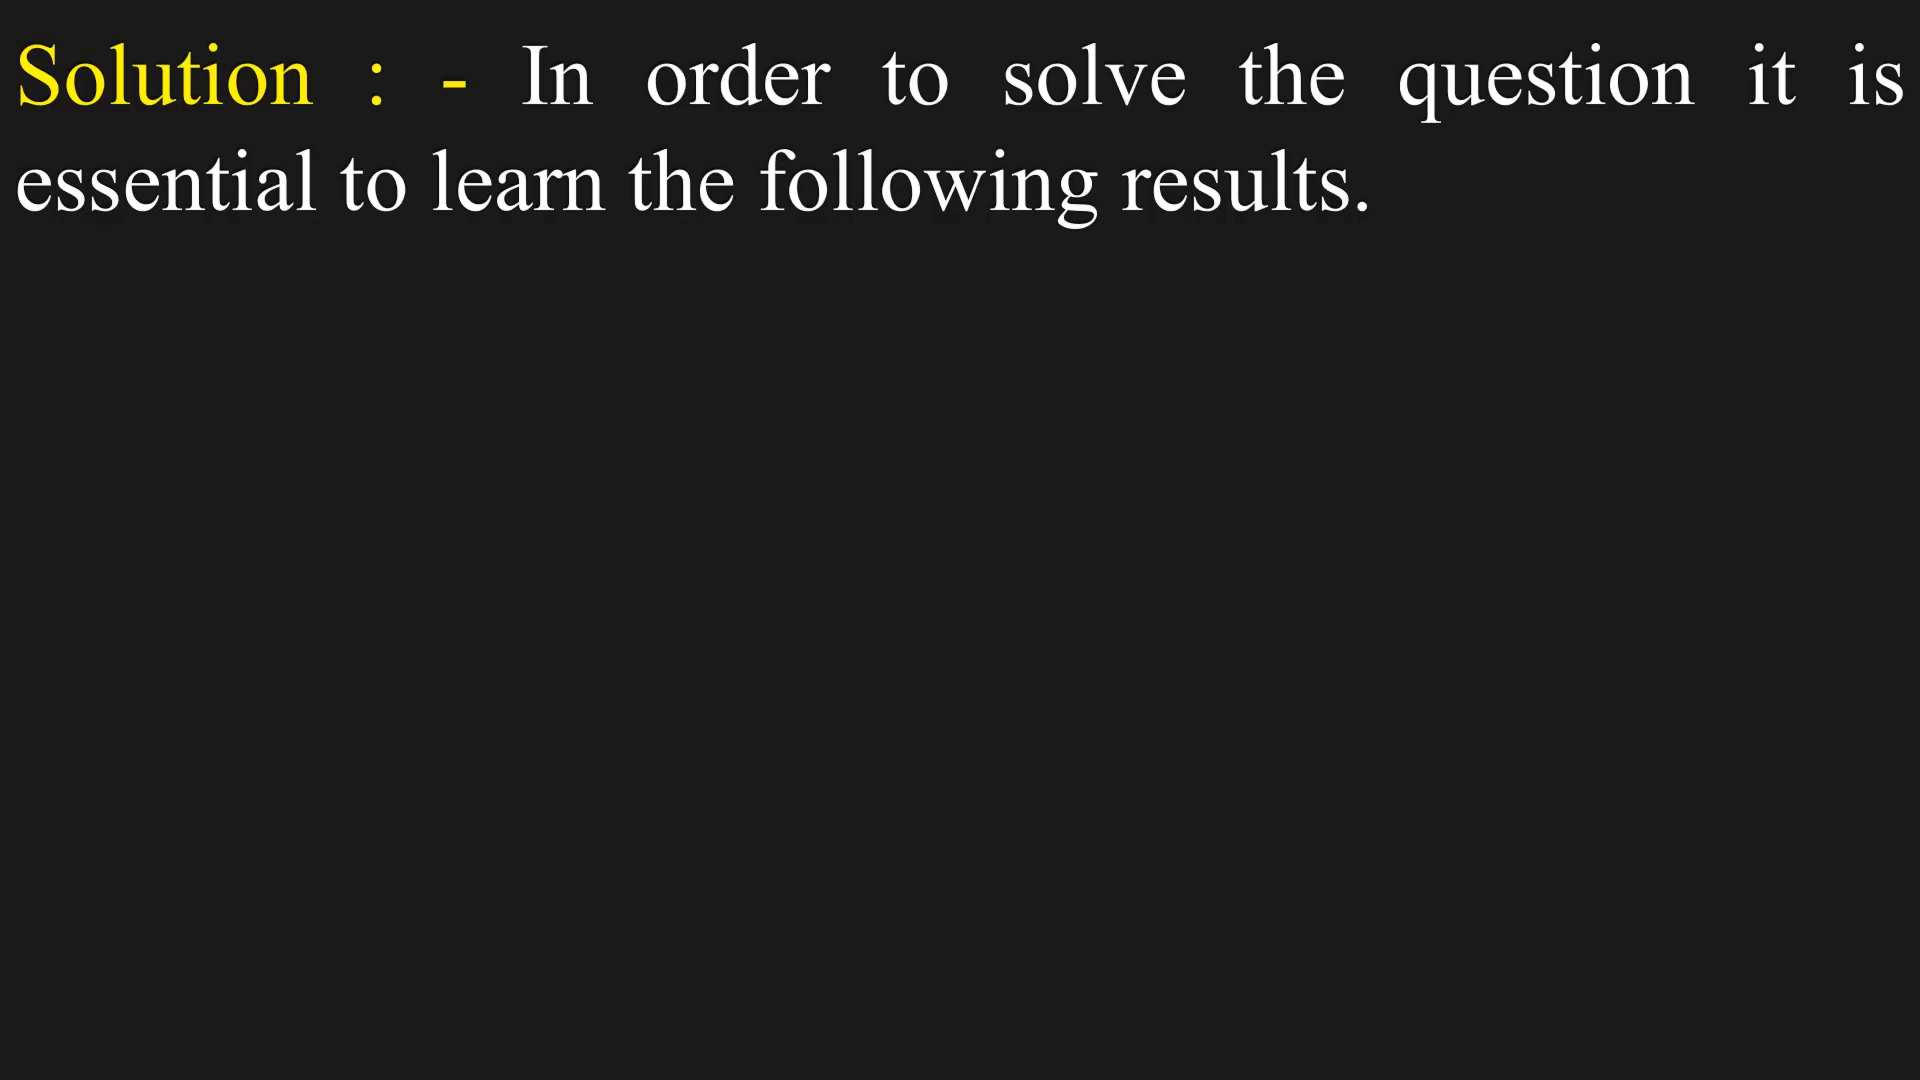 Solution : - In order to solve the question it is
essential to learn the following results.